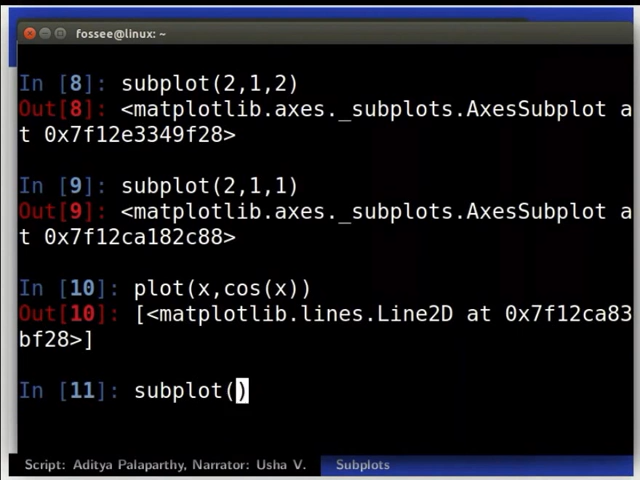 fossee@linux: ~
In [8]: subplot(2,1,2)
Out[8]: <matplotlib.axes._subplots.AxesSubplot a
t 0x7f12e3349f28>
In [9]: subplot(2,1,1)
Out[9]: <matplotlib.axes._subplots.AxesSubplot a
t 0x7f12ca182c88>
In [10]: plot(x,cos(x))
Out[10]: [<matplotlib.lines.Line2D at 0x7f12ca83
bf28>]
In [11]: subplot()
Script: Aditya Palaparthy, Narrator: Usha V. Subplots